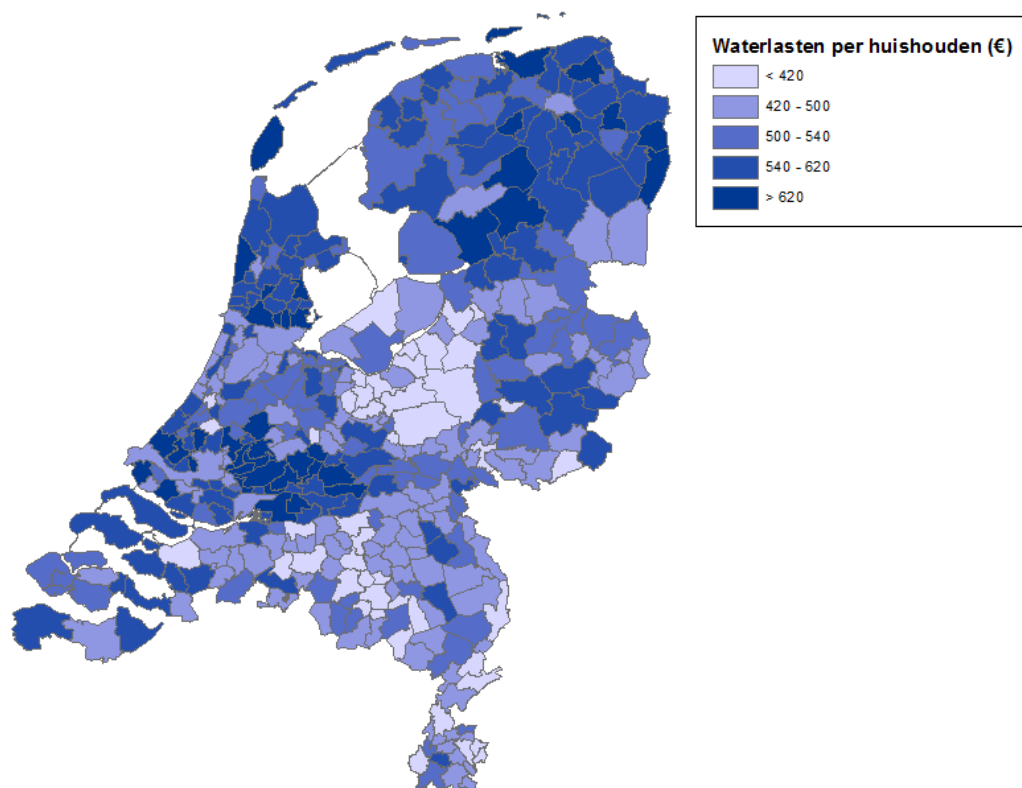 Waterlasten per huishouden (€)
< 420
420 - 500
500 - 540
540 - 620
> 620